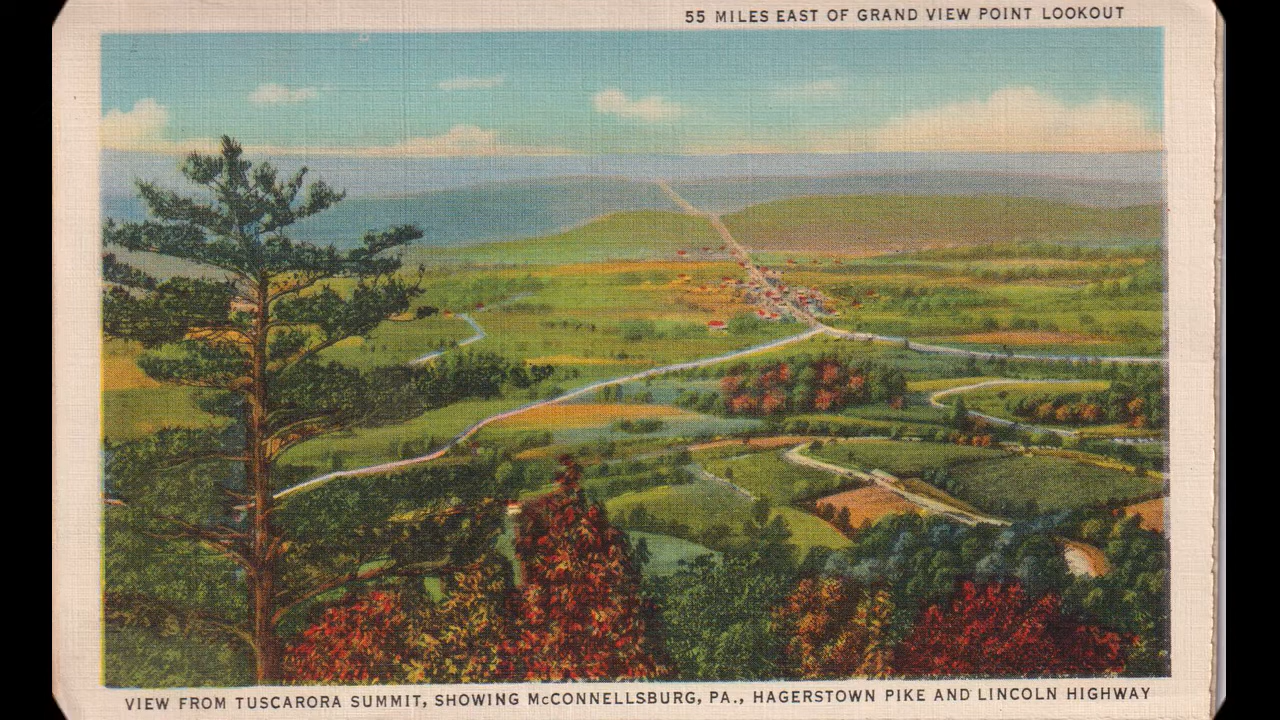 55 MILES EAST OF GRAND VIEW POINT LOOKOUT
VIEW FROM TUSCARORA SUMMIT, SHOWING McCONNELLSBURG, PA., HAGERSTOWN PIKE AND LINCOLN HIGHWAY